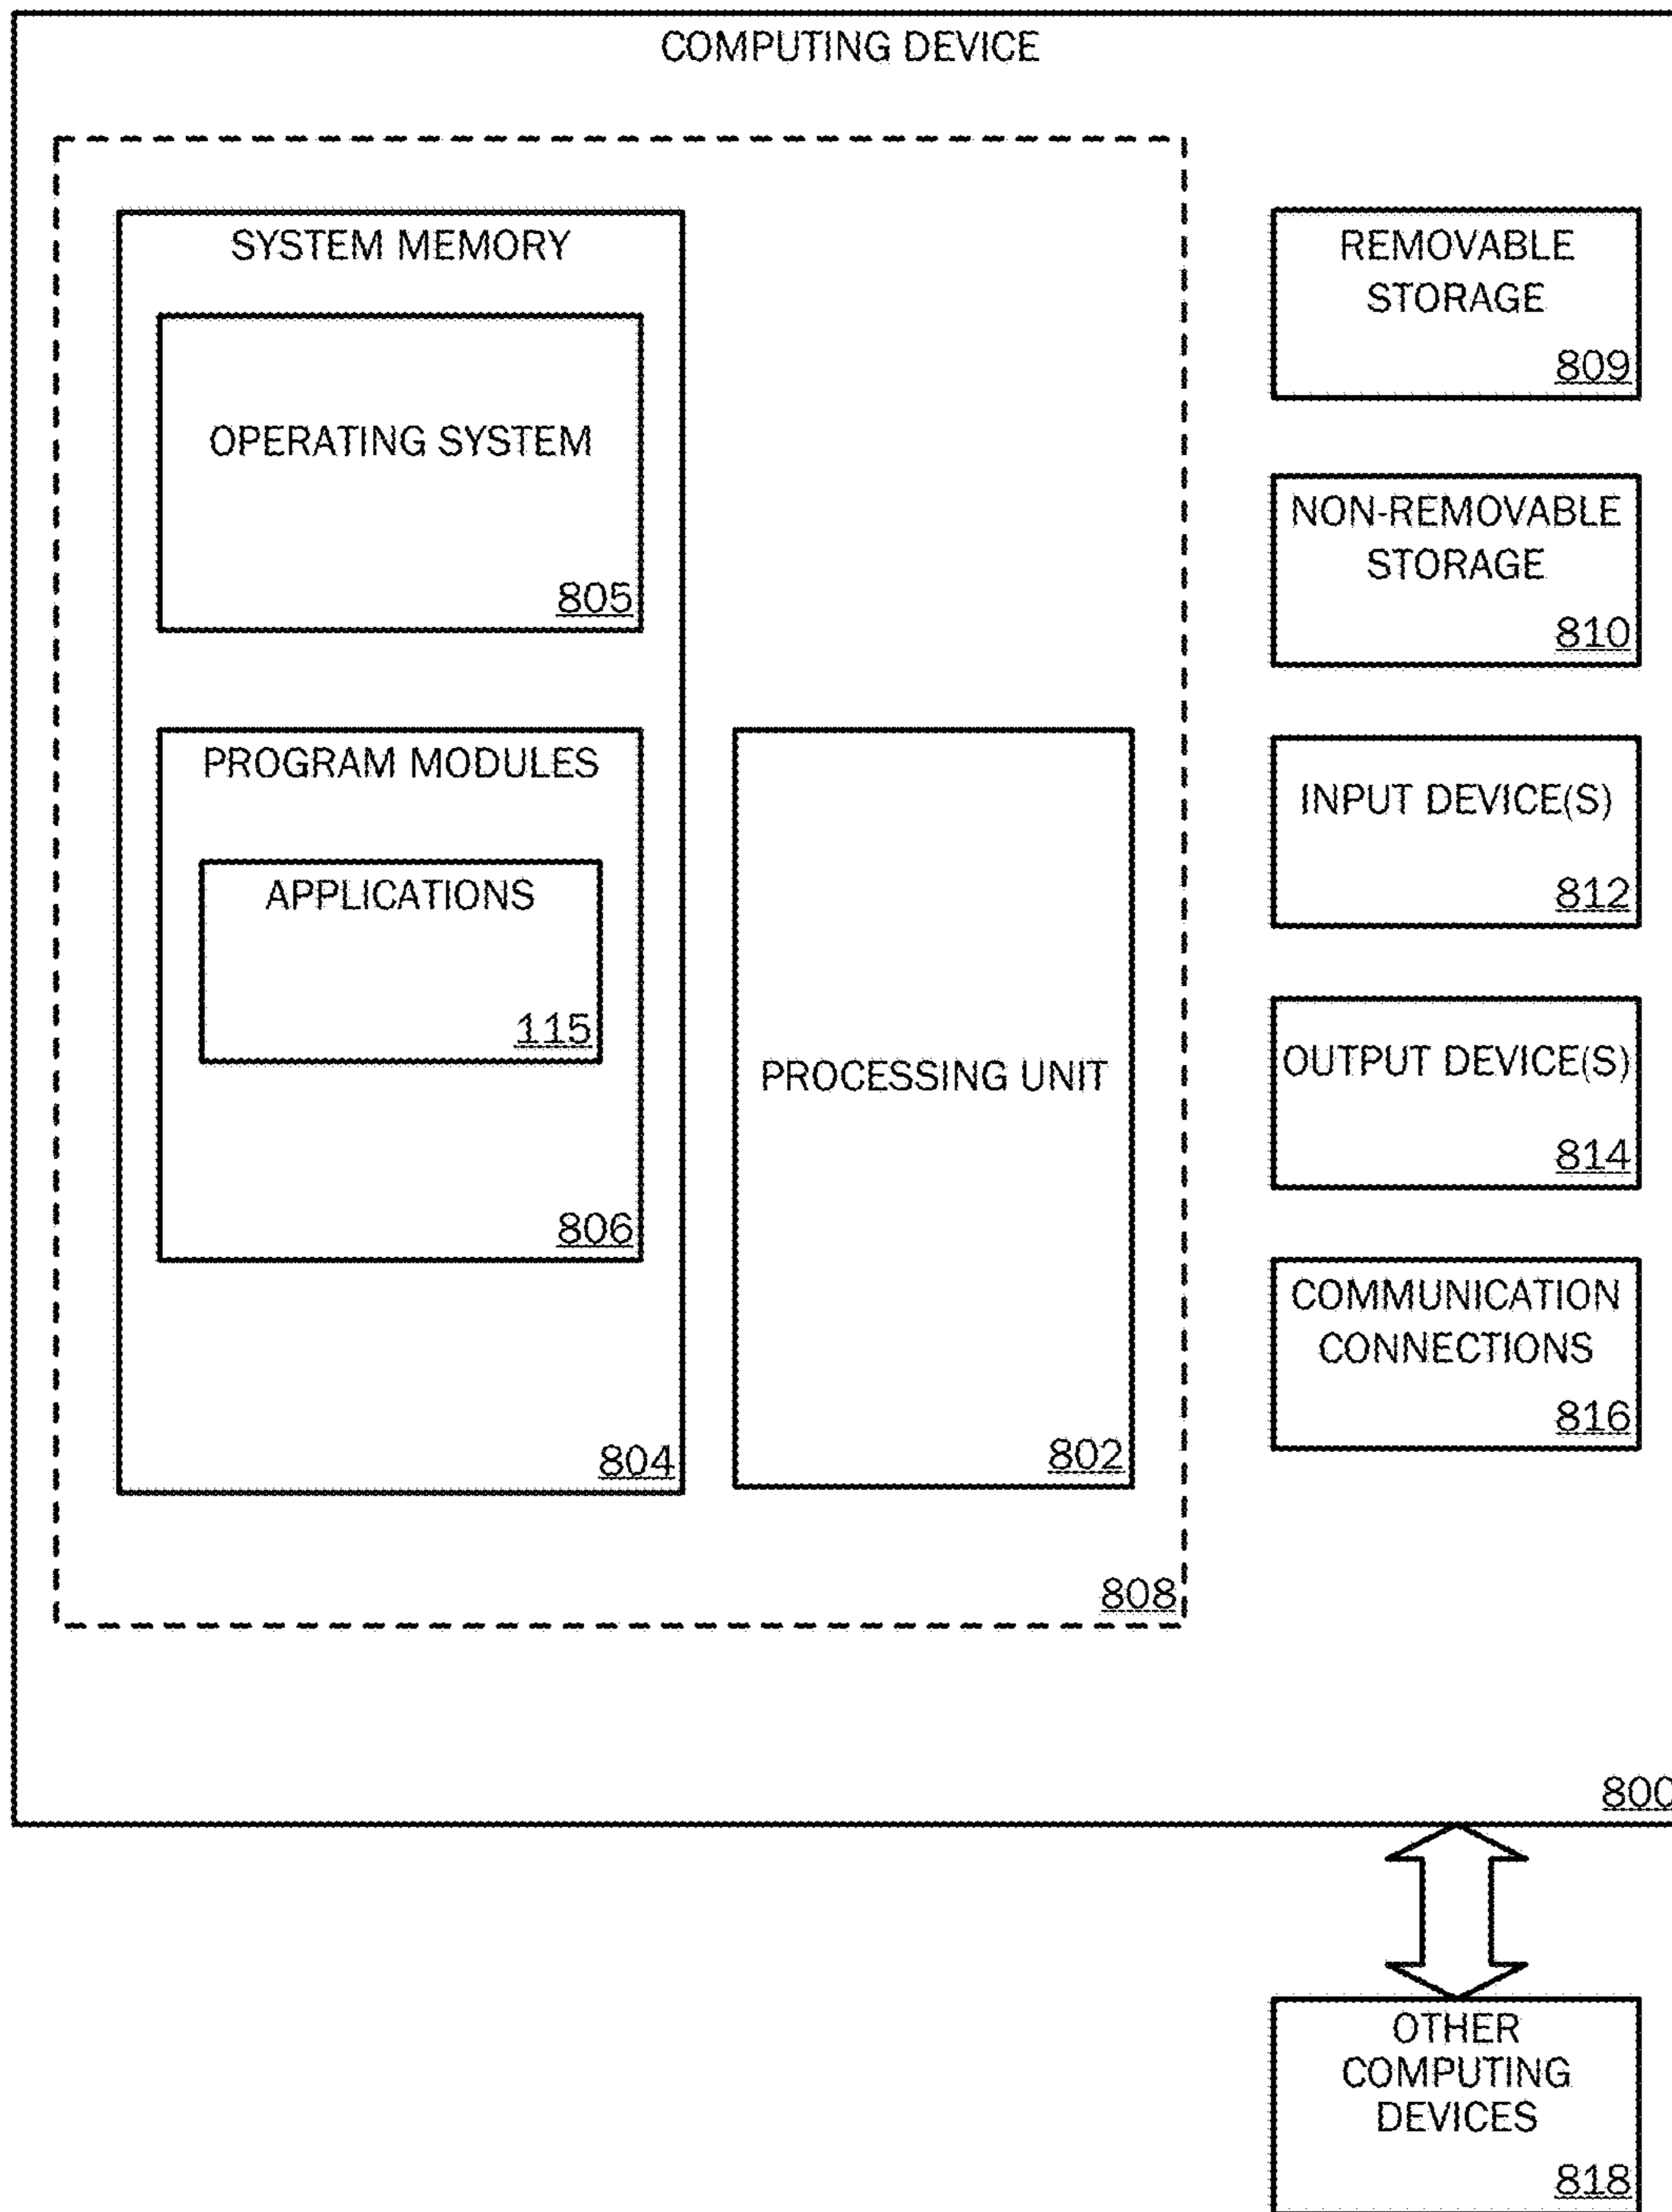 COMPUTING DEVICE
SYSTEM MEMORY
OPERATING SYSTEM
805
PROGRAM MODULES
APPLICATIONS
115
806
804
PROCESSING UNIT
802
808
REMOVABLE
STORAGE
809
NON-REMOVABLE
STORAGE
810
INPUT DEVICE(S)
812
OUTPUT DEVICE(S)
814
COMMUNICATION
CONNECTIONS
816
800
OTHER
COMPUTING
DEVICES
818